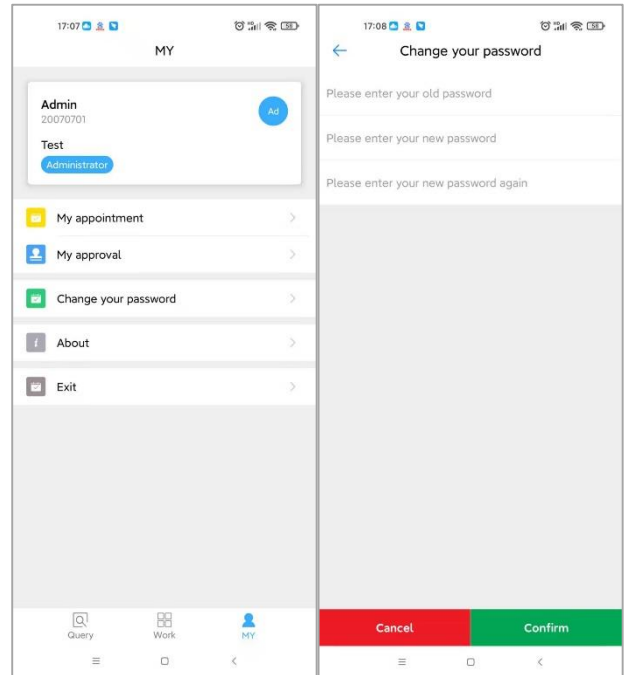 17:07
58
MY
Admin
20070701
Ad
Test
Administrator
My appointment
My approval
Change your password
About
Exit
Query
Work
MY
17:08
58
Change your password
Please enter your old password
Please enter your new password
Please enter your new password again
Cancel
Confirm